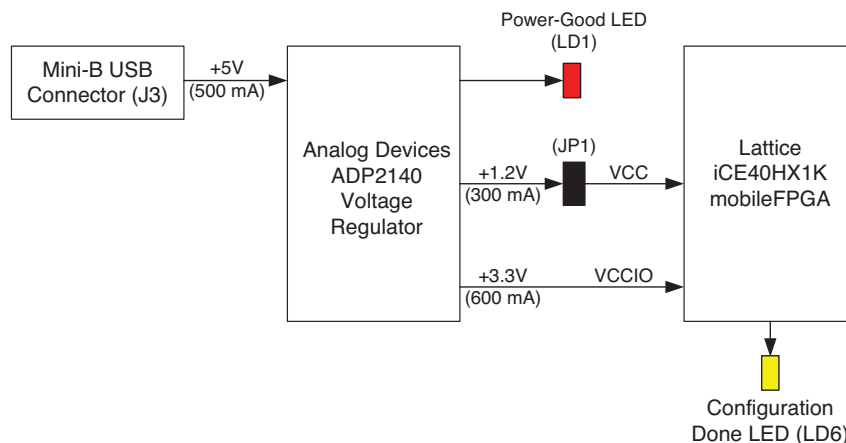 Power-Good LED
(LD1)
Mini-B USB
Connector (J3)
+5V
(500 mA)
Analog Devices
ADP2140
Voltage
Regulator
(JP1)
+1.2V
(300 mA)
VCC
+3.3V
(600 mA)
VCCIO
Lattice
iCE40HX1K
mobileFPGA
Configuration
Done LED (LD6)